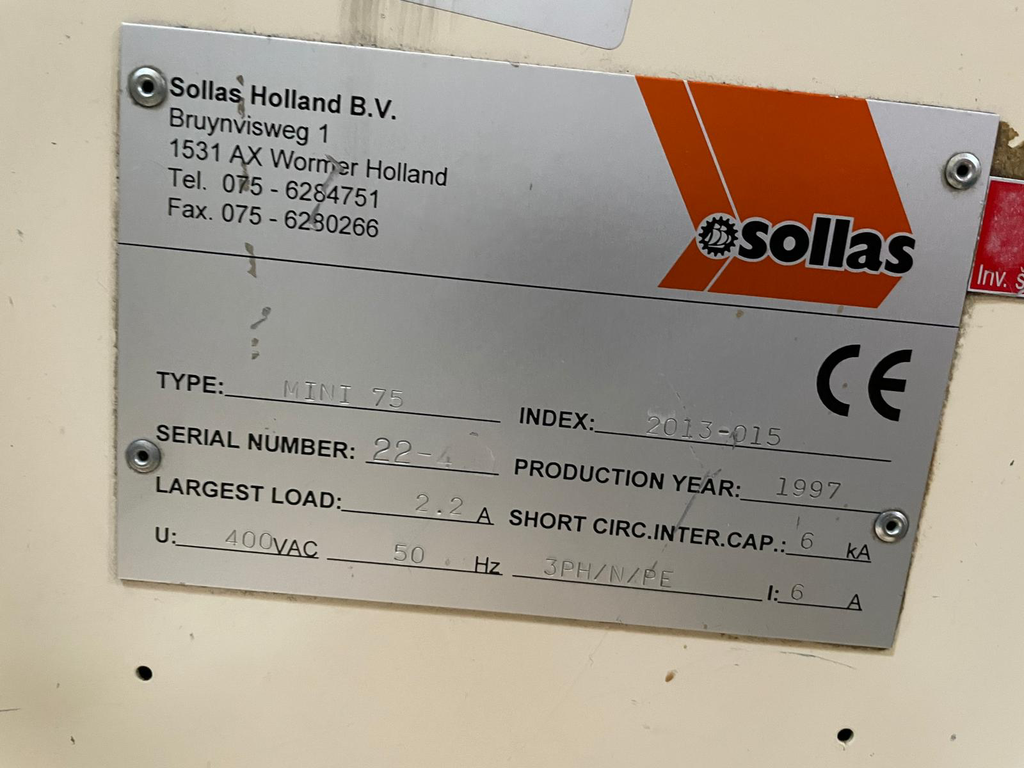 Sollas Holland B.V.
Bruynvisweg 1
1531 AX Wormer Holland
Tel. 075 - 6284751
Fax. 075 - 6280266
sollas
CE
TYPE: MINI 75
INDEX: 2013-015
SERIAL NUMBER: 22-4
PRODUCTION YEAR: 1997
LARGEST LOAD: 2.2 A
SHORT CIRC.INTER.CAP.: 6 kA
U: 400VAC 50 Hz 3PH/N/PE I: 6 A
Inv.